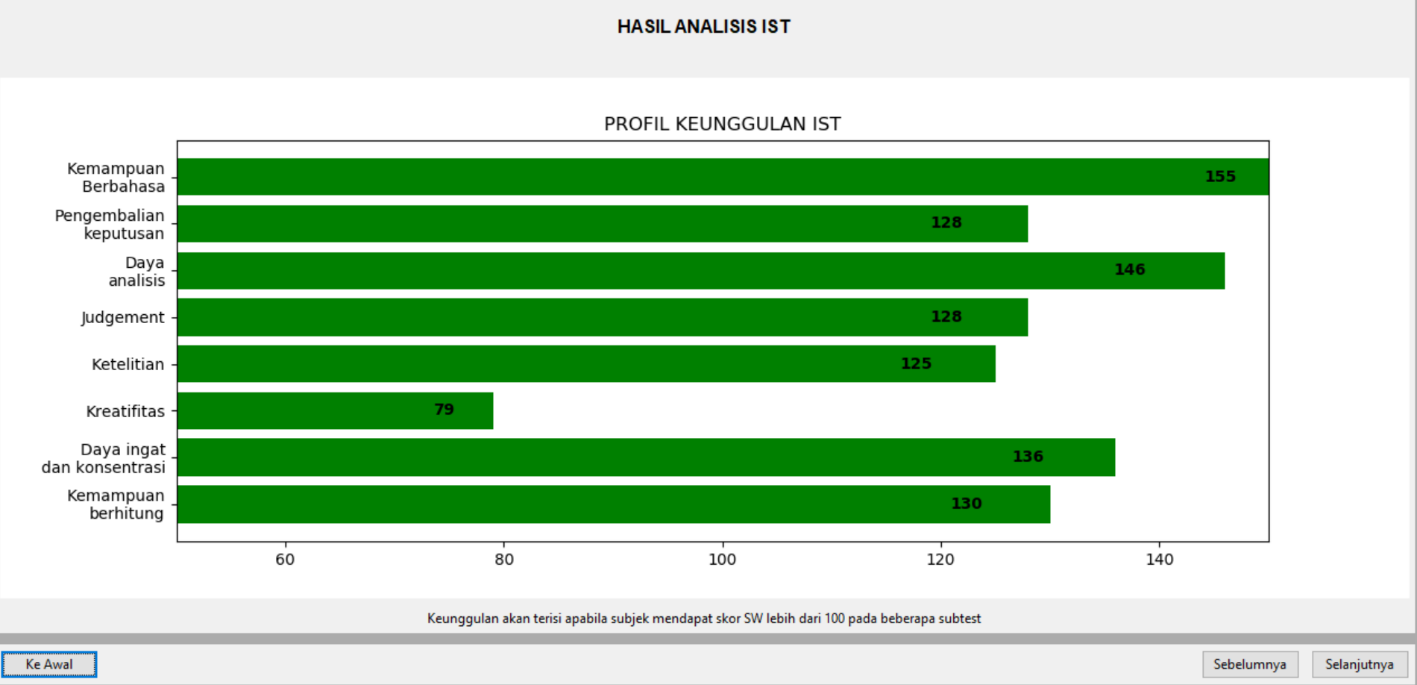 HASIL ANALISIS IST
PROFIL KEUNGGULAN IST
Kemampuan
Berbahasa
155
Pengembalian
keputusan
128
Daya
analisis
146
Judgement
128
Ketelitian
125
Kreatifitas
79
Daya ingat
dan konsentrasi
136
Kemampuan
berhitung
130
60 80 100 120 140
Keunggulan akan terisi apabila subjek mendapat skor SW lebih dari 100 pada beberapa subtest
Ke Awal Sebelumnya Selanjutnya